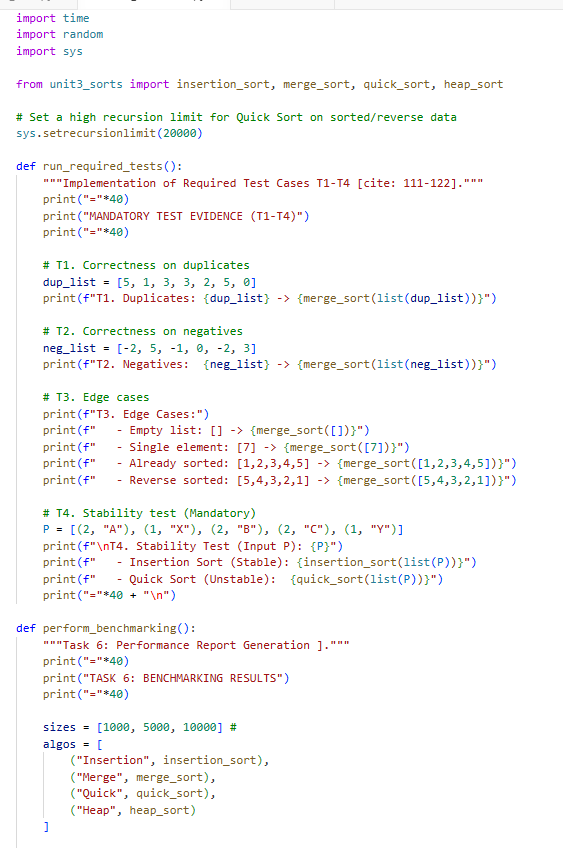 import time
import random
import sys

from unit3_sorts import insertion_sort, merge_sort, quick_sort, heap_sort

# Set a high recursion limit for Quick Sort on sorted/reverse data
sys.setrecursionlimit(20000)

def run_required_tests():
    """Implementation of Required Test Cases T1-T4 [cite: 111-122]."""
    print("="*40)
    print("MANDATORY TEST EVIDENCE (T1-T4)")
    print("="*40)

    # T1. Correctness on duplicates
    dup_list = [5, 1, 3, 3, 2, 5, 0]
    print(f"T1. Duplicates: {dup_list} -> {merge_sort(list(dup_list))}")

    # T2. Correctness on negatives
    neg_list = [-2, 5, -1, 0, -2, 3]
    print(f"T2. Negatives:  {neg_list} -> {merge_sort(list(neg_list))}")

    # T3. Edge cases
    print(f"T3. Edge Cases:")
    print(f"   - Empty list: [] -> {merge_sort([])}")
    print(f"   - Single element: [7] -> {merge_sort([7])}")
    print(f"   - Already sorted: [1,2,3,4,5] -> {merge_sort([1,2,3,4,5])}")
    print(f"   - Reverse sorted: [5,4,3,2,1] -> {merge_sort([5,4,3,2,1])}")

    # T4. Stability test (Mandatory)
    P = [(2, "A"), (1, "X"), (2, "B"), (2, "C"), (1, "Y")]
    print(f"\nT4. Stability Test (Input P): {P}")
    print(f"   - Insertion Sort (Stable): {insertion_sort(list(P))}")
    print(f"   - Quick Sort (Unstable):  {quick_sort(list(P))}")
    print("="*40 + "\n")

def perform_benchmarking():
    """Task 6: Performance Report Generation ]."""
    print("="*40)
    print("TASK 6: BENCHMARKING RESULTS")
    print("="*40)

    sizes = [1000, 5000, 10000] #
    algos = [
        ("Insertion", insertion_sort),
        ("Merge", merge_sort),
        ("Quick", quick_sort),
        ("Heap", heap_sort)
    ]